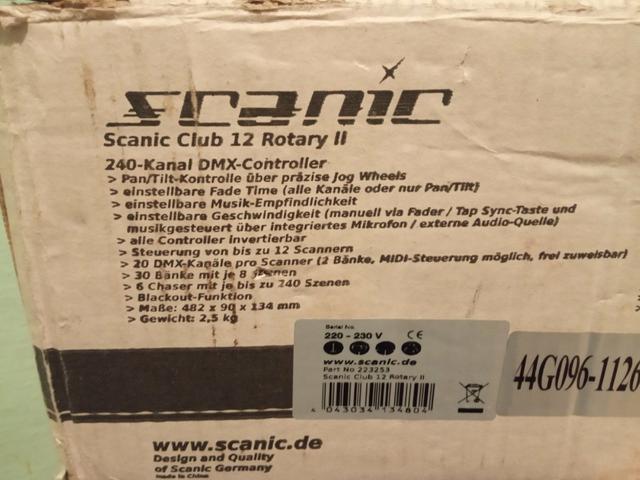 scanic
Scanic Club 12 Rotary II
240-Kanal DMX-Controller
> Pan/Tilt-Kontrolle über präzise Jog Wheels
> einstellbare Fade Time (alle Kanäle oder nur Pan/Tilt)
> einstellbare Musik-Empfindlichkeit
> einstellbare Geschwindigkeit (manuell via Fader / Tap Sync-Taste und
musikgesteuert über integriertes Mikrofon / externe Audio-Quelle)
> alle Controller invertierbar
> Steuerung von bis zu 12 Scannern
> 20 DMX-Kanäle pro Scanner (2 Bänke, MIDI-Steuerung möglich, frei zuweisbar)
> 30 Bänke mit je 8 Szenen
> 6 Chaser mit je bis zu 240 Szenen
> Blackout-Funktion
> Maße: 482 x 90 x 134 mm
> Gewicht: 2,5 kg
Serial No.
220 - 230 V CE
www.scanic.de
Part No 223253
Scanic Club 12 Rotary II
4 043034 134804
44G096-1126
www.scanic.de
Design and Quality
of Scanic Germany
made in China